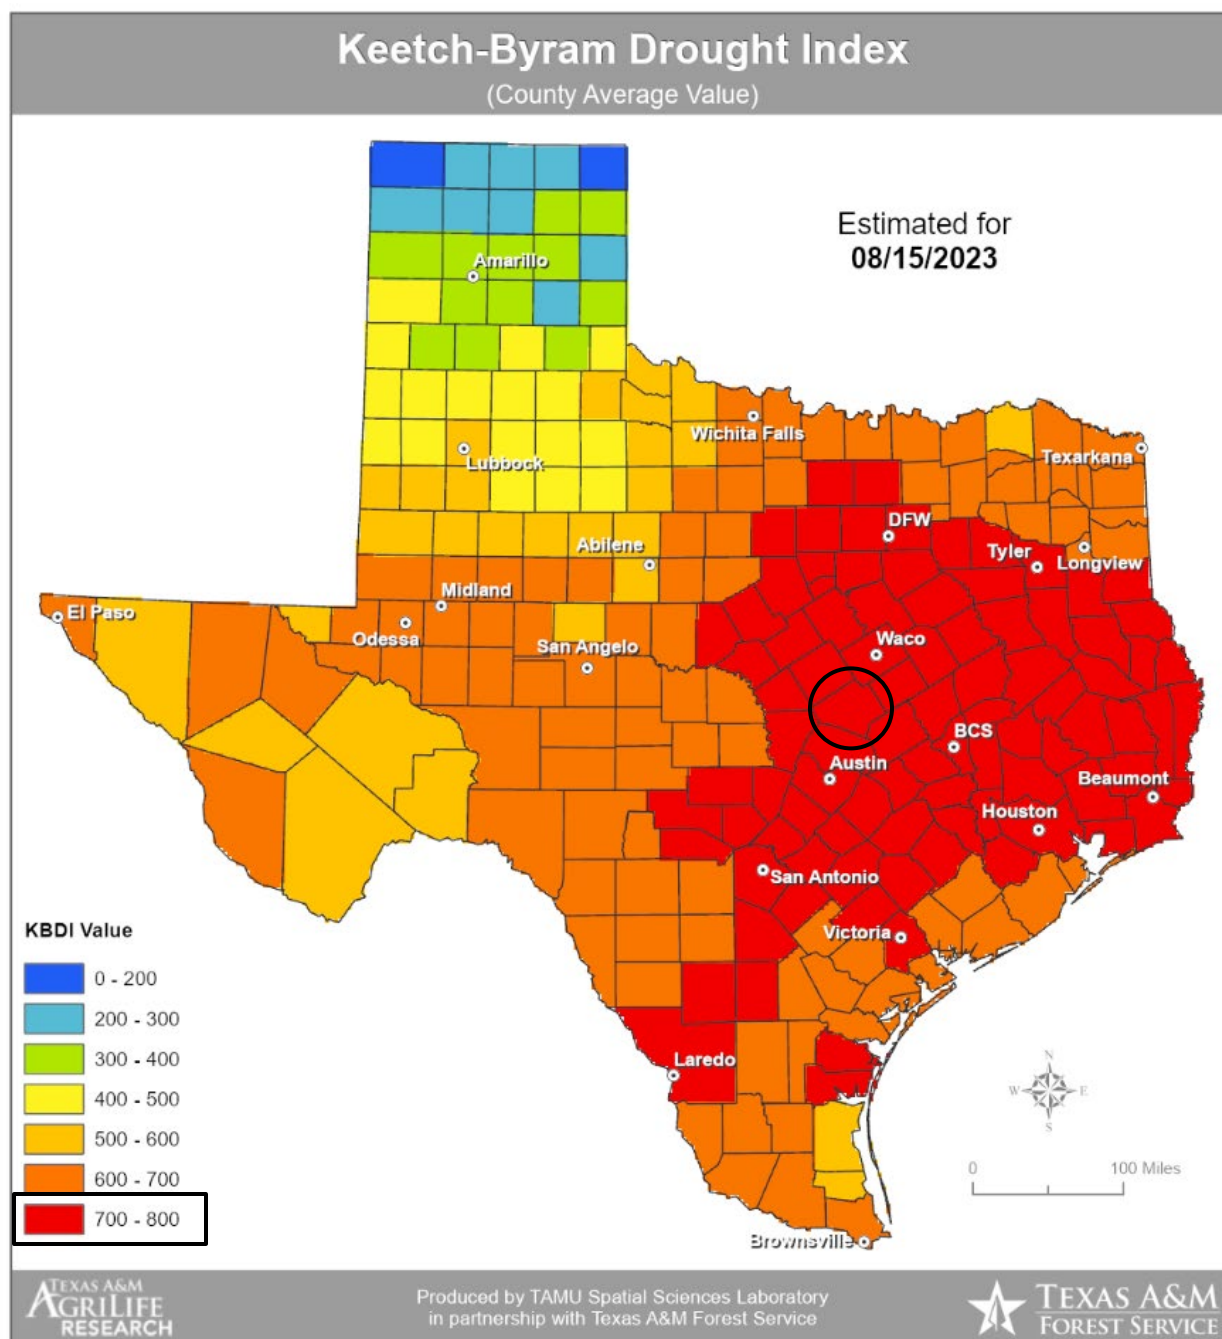 Keetch-Byram Drought Index
(County Average Value)
Estimated for
08/15/2023
Amarillo
Wichita Falls
Texarkana
Lubbock
DFW
Abilene
Tyler
Longview
Midland
El Paso
Odessa
San Angelo
Waco
BCS
Austin
Beaumont
Houston
San Antonio
Victoria
KBDI Value
0 - 200
200 - 300
300 - 400
400 - 500
500 - 600
600 - 700
700 - 800
Laredo
N
W E
S
0 100 Miles
Brownsville
TEXAS A&M
AGRILIFE
RESEARCH
Produced by TAMU Spatial Sciences Laboratory
in partnership with Texas A&M Forest Service
TEXAS A&M
FOREST SERVICE